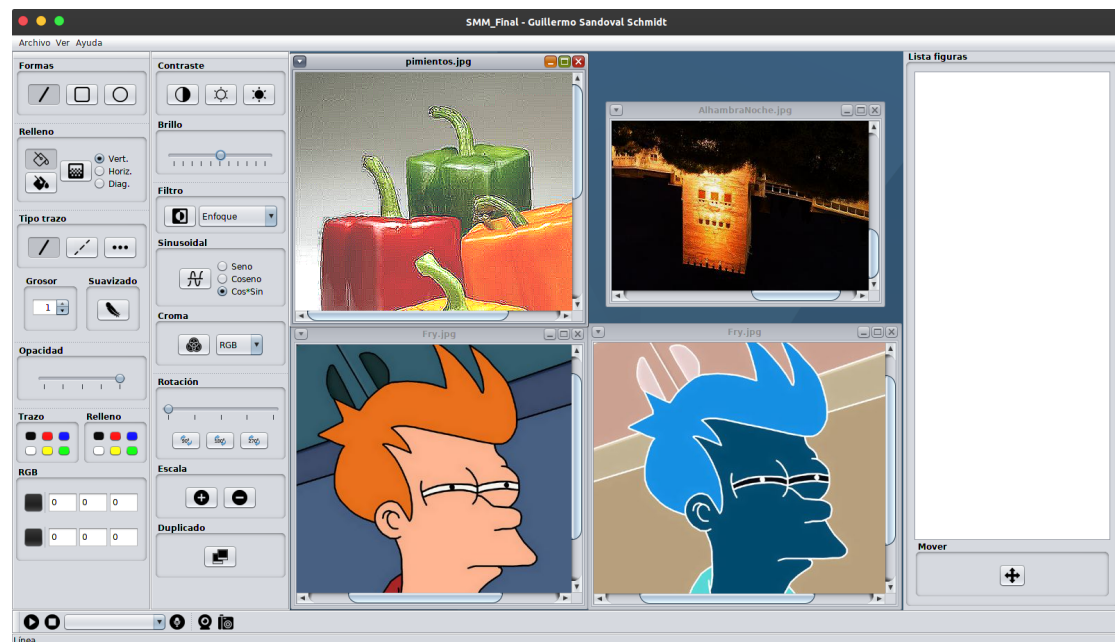 SMM_Final - Guillermo Sandoval Schmidt
Archivo Ver Ayuda
Formas
Relleno
Vert.
Horiz.
Diag.
Tipo trazo
Grosor
Suavizado
1
Opacidad
Trazo
Relleno
RGB
0 0 0
0 0 0
Contraste
Brillo
Filtro
Enfoque
Sinusoidal
Seno
Coseno
Cos*Sin
Croma
RGB
Rotación
Escala
Duplicado
pimientos.jpg
AlhambraNoche.jpg
Fry.jpg
Fry.jpg
Lista figuras
Mover
Línea